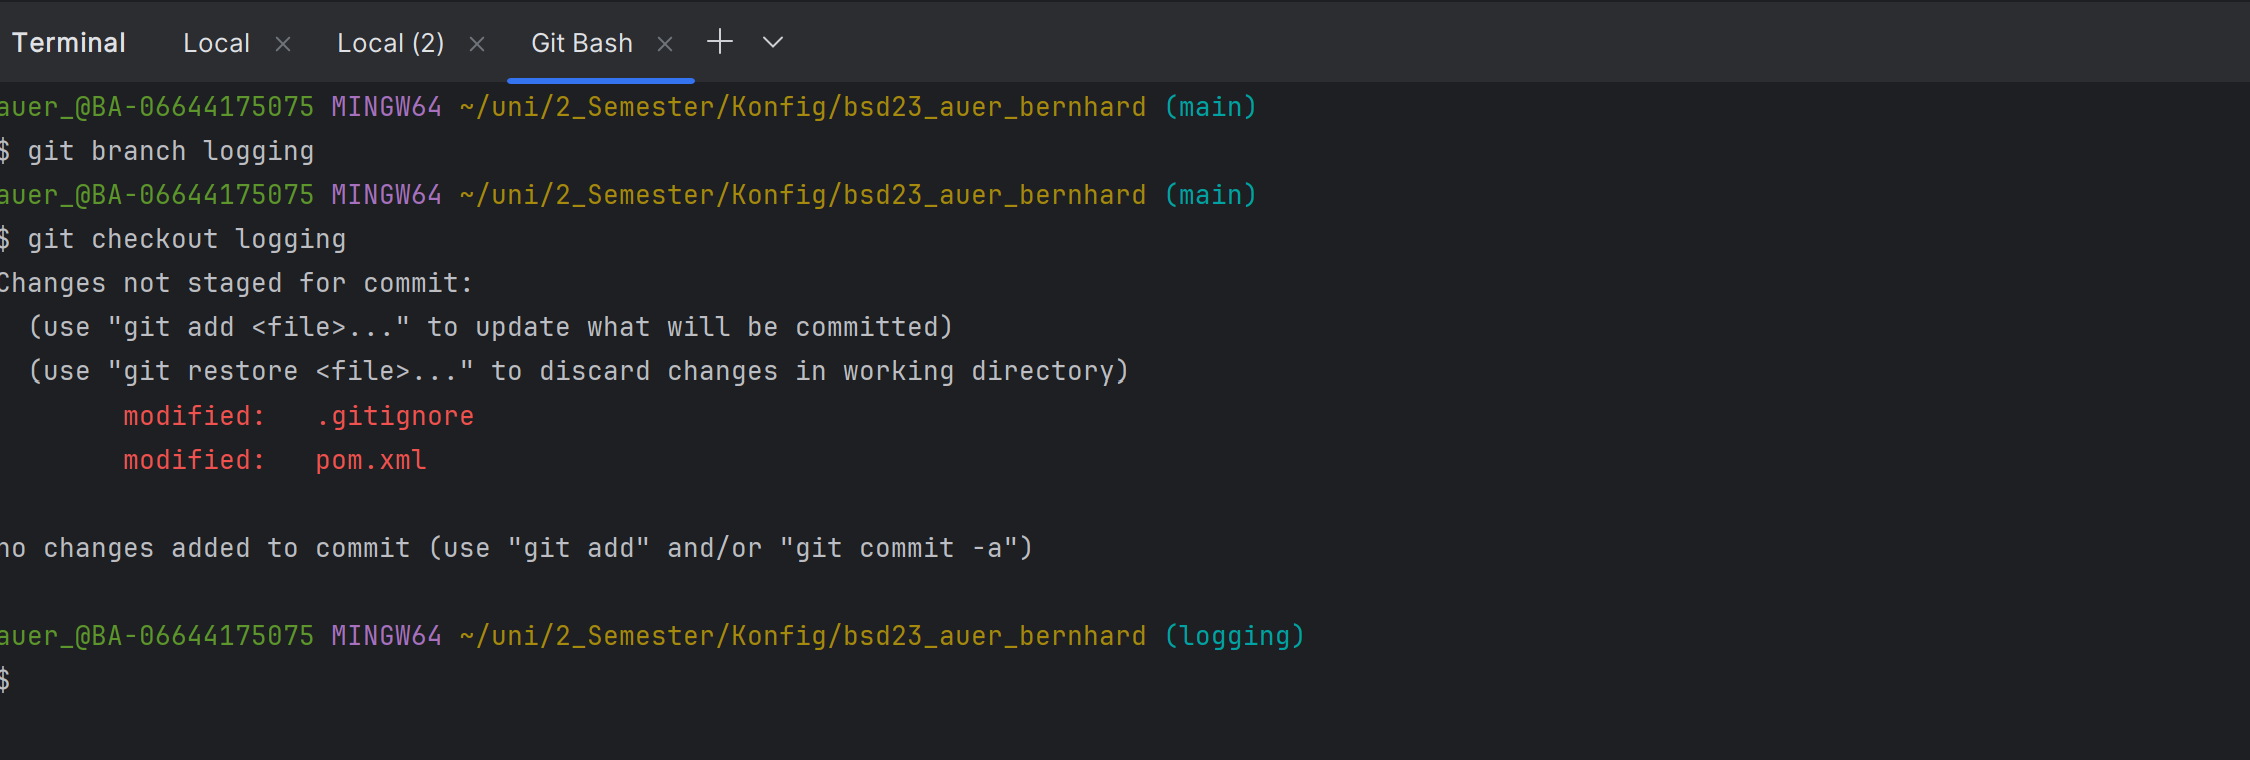 Terminal Local Local (2) Git Bash
auer_@BA-06644175075 MINGW64 ~/uni/2_Semester/Konfig/bsd23_auer_bernhard (main)
$ git branch logging
auer_@BA-06644175075 MINGW64 ~/uni/2_Semester/Konfig/bsd23_auer_bernhard (main)
$ git checkout logging
Changes not staged for commit:
  (use "git add <file>..." to update what will be committed)
  (use "git restore <file>..." to discard changes in working directory)
        modified:   .gitignore
        modified:   pom.xml
no changes added to commit (use "git add" and/or "git commit -a")
auer_@BA-06644175075 MINGW64 ~/uni/2_Semester/Konfig/bsd23_auer_bernhard (logging)
$